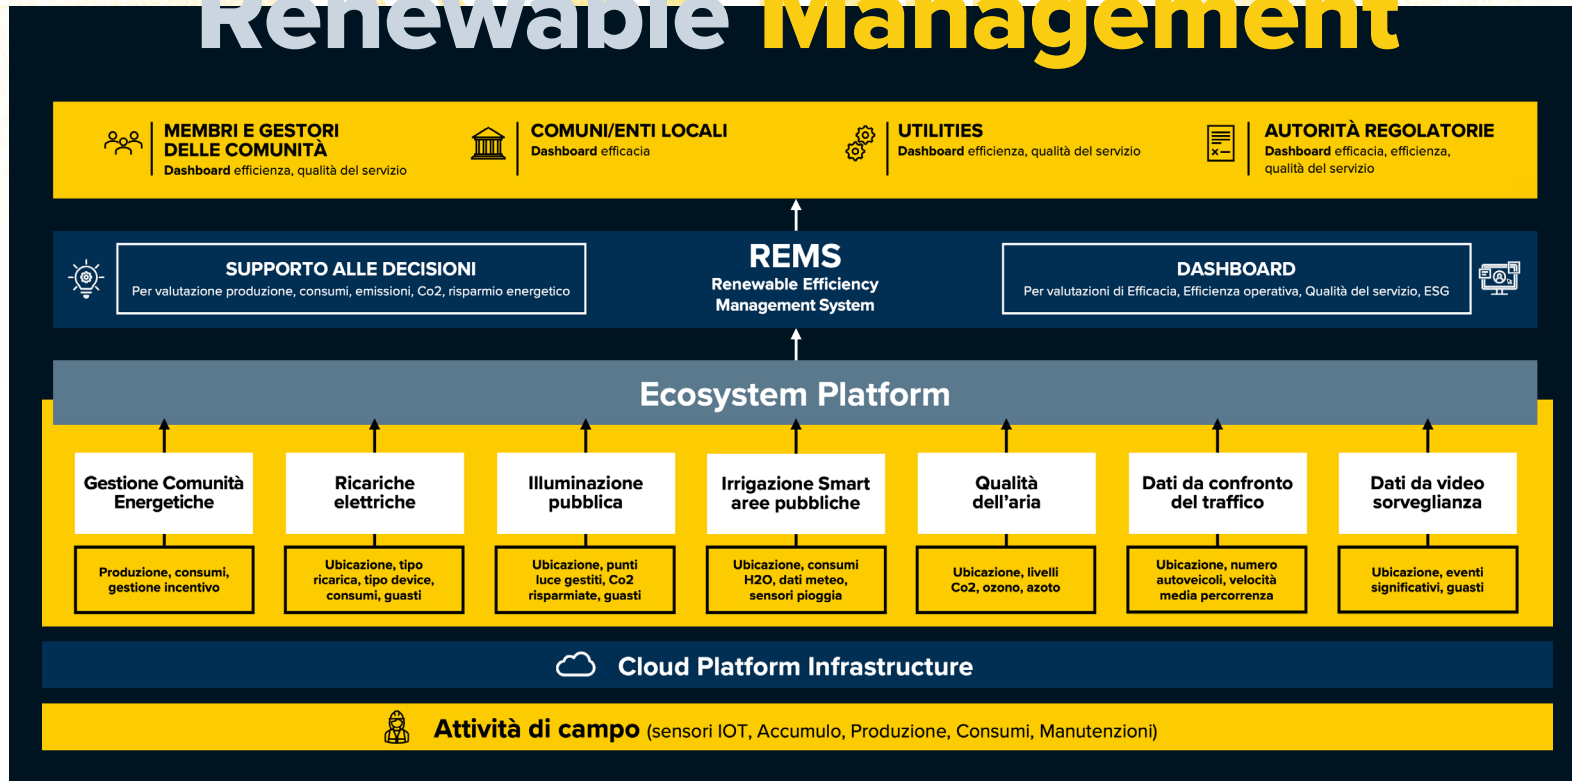 Renewable Management
MEMBRI E GESTORI
DELLE COMUNITÀ
Dashboard efficienza, qualità del servizio
COMUNI/ENTI LOCALI
Dashboard efficacia
UTILITIES
Dashboard efficienza, qualità del servizio
AUTORITÀ REGOLATORIE
Dashboard efficacia, efficienza,
qualità del servizio
SUPPORTO ALLE DECISIONI
Per valutazione produzione, consumi, emissioni, Co2, risparmio energetico
REMS
Renewable Efficiency
Management System
DASHBOARD
Per valutazioni di Efficacia, Efficienza operativa, Qualità del servizio, ESG
Ecosystem Platform
Gestione Comunità
Energetiche
Produzione, consumi,
gestione incentivo
Ricariche
elettriche
Ubicazione, tipo
ricarica, tipo device,
consumi, guasti
Illuminazione
pubblica
Ubicazione, punti
luce gestiti, Co2
risparmiate, guasti
Irrigazione Smart
aree pubbliche
Ubicazione, consumi
H2O, dati meteo,
sensori pioggia
Qualità
dell’aria
Ubicazione, livelli
Co2, ozono, azoto
Dati da confronto
del traffico
Ubicazione, numero
autoveicoli, velocità
media percorrenza
Dati da video
sorveglianza
Ubicazione, eventi
significativi, guasti
Cloud Platform Infrastructure
Attività di campo (sensori IOT, Accumulo, Produzione, Consumi, Manutenzioni)